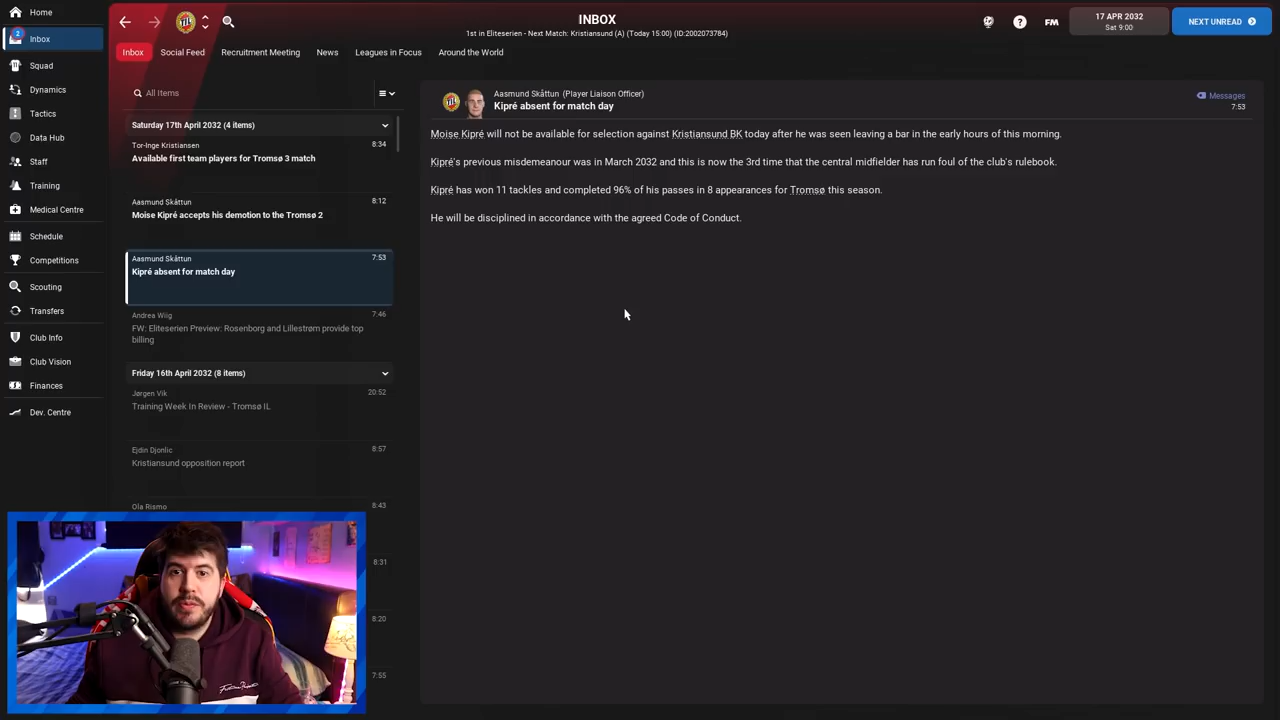 Home
2
Inbox
Squad
Dynamics
Tactics
Data Hub
Staff
Training
Medical Centre
Schedule
Competitions
Scouting
Transfers
Club Info
Club Vision
Finances
Dev. Centre
TIL
INBOX
1st in Eliteserien - Next Match: Kristiansund (A) (Today 15:00) (ID:2002073784)
?
FM
17 APR 2032
Sat 9:00
NEXT UNREAD
Inbox
Social Feed
Recruitment Meeting
News
Leagues in Focus
Around the World
All Items
Saturday 17th April 2032 (4 items)
Tor-Inge Kristiansen
8:34
Available first team players for Tromsø 3 match
Aasmund Skåttun
8:12
Moise Kipré accepts his demotion to the Tromsø 2
Aasmund Skåttun
7:53
Kipré absent for match day
Andrea Wiig
7:46
FW: Eliteserien Preview: Rosenborg and Lillestrøm provide top
billing
Friday 16th April 2032 (8 items)
Jørgen Vik
20:52
Training Week In Review - Tromsø IL
Ejdin Djonlic
8:57
Kristiansund opposition report
Ola Rismo
8:43
8:31
8:20
7:55
TIL
Aasmund Skåttun (Player Liaison Officer)
Kipré absent for match day
Messages
7:53
Moise Kipré will not be available for selection against Kristiansund BK today after he was seen leaving a bar in the early hours of this morning.
Kipré's previous misdemeanour was in March 2032 and this is now the 3rd time that the central midfielder has run foul of the club's rulebook.
Kipré has won 11 tackles and completed 96% of his passes in 8 appearances for Tromsø this season.
He will be disciplined in accordance with the agreed Code of Conduct.